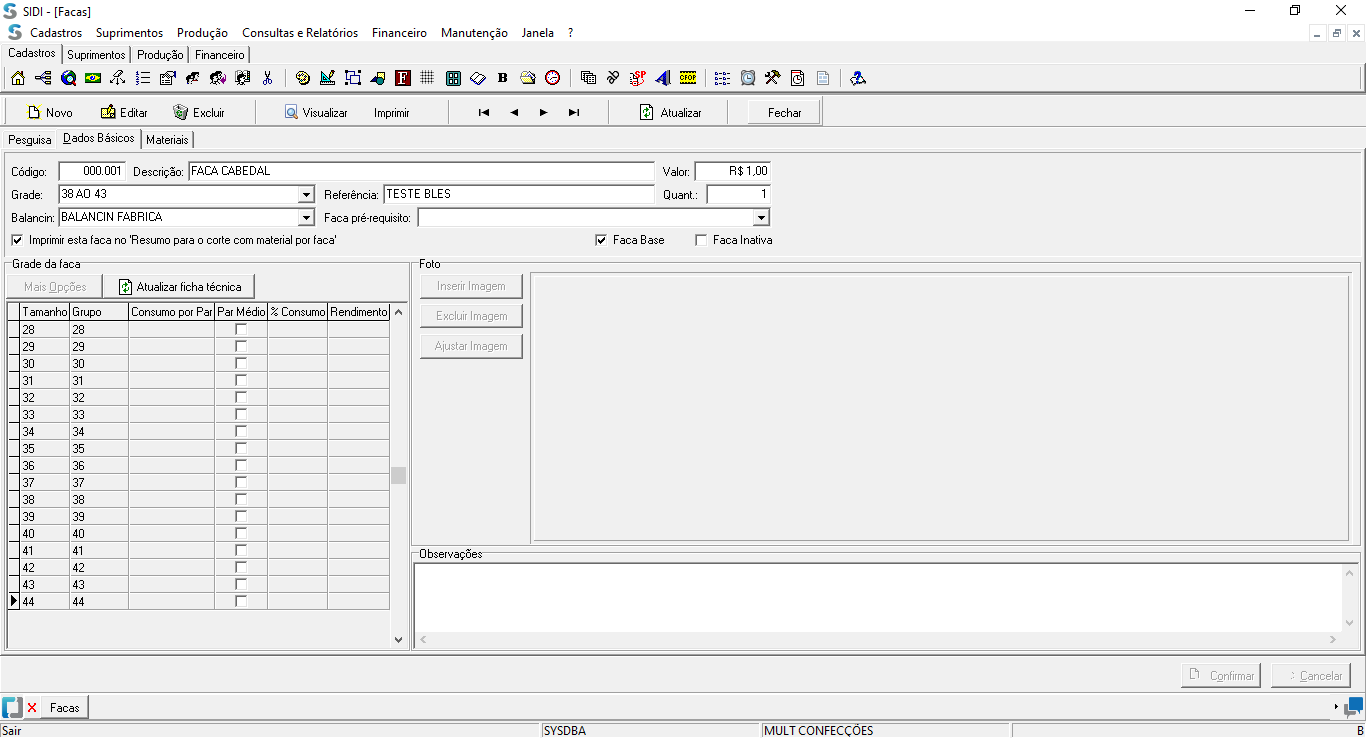 SIDI - [Facas]
Cadastros Suprimentos Produção Consultas e Relatórios Financeiro Manutenção Janela ?
Cadastros Suprimentos Produção Financeiro
F B SP CFOP
Novo Editar Excluir Visualizar Imprimir Atualizar Fechar
Pesquisa Dados Básicos Materiais
Código: 000.001 Descrição: FACA CABEDAL Valor: R$ 1,00
Grade: 38 AO 43 Referência: TESTE BLES Quant.: 1
Balancin: BALANCIN FABRICA Faca pré-requisito:
Imprimir esta faca no 'Resumo para o corte com material por faca' Faca Base Faca Inativa
Grade da faca Foto
Mais Opções Atualizar ficha técnica Inserir Imagem
Excluir Imagem
Ajustar Imagem
Tamanho Grupo Consumo por Par Par Médio % Consumo Rendimento
28 28
29 29
30 30
31 31
32 32
33 33
34 34
35 35
36 36
37 37
38 38
39 39
40 40
41 41
42 42
43 43
44 44
Observações
Confirmar Cancelar
Facas
Sair SYSDBA MULT CONFECÇÕES B